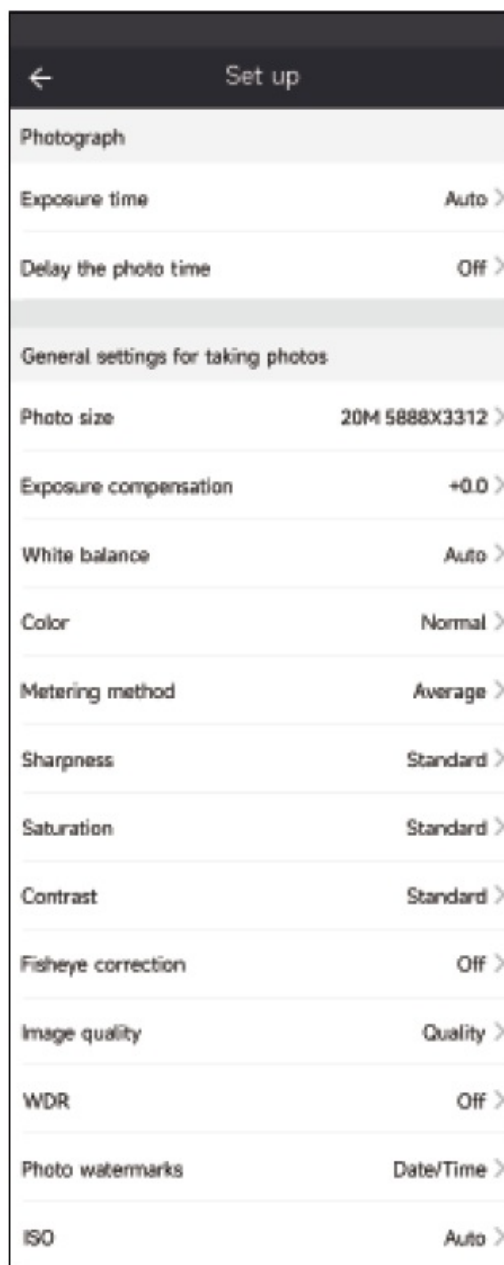 Set up
Photograph
Exposure time Auto
Delay the photo time Off
General settings for taking photos
Photo size 20M 5888X3312
Exposure compensation +0.0
White balance Auto
Color Normal
Metering method Average
Sharpness Standard
Saturation Standard
Contrast Standard
Fisheye correction Off
Image quality Quality
WDR Off
Photo watermarks Date/Time
ISO Auto